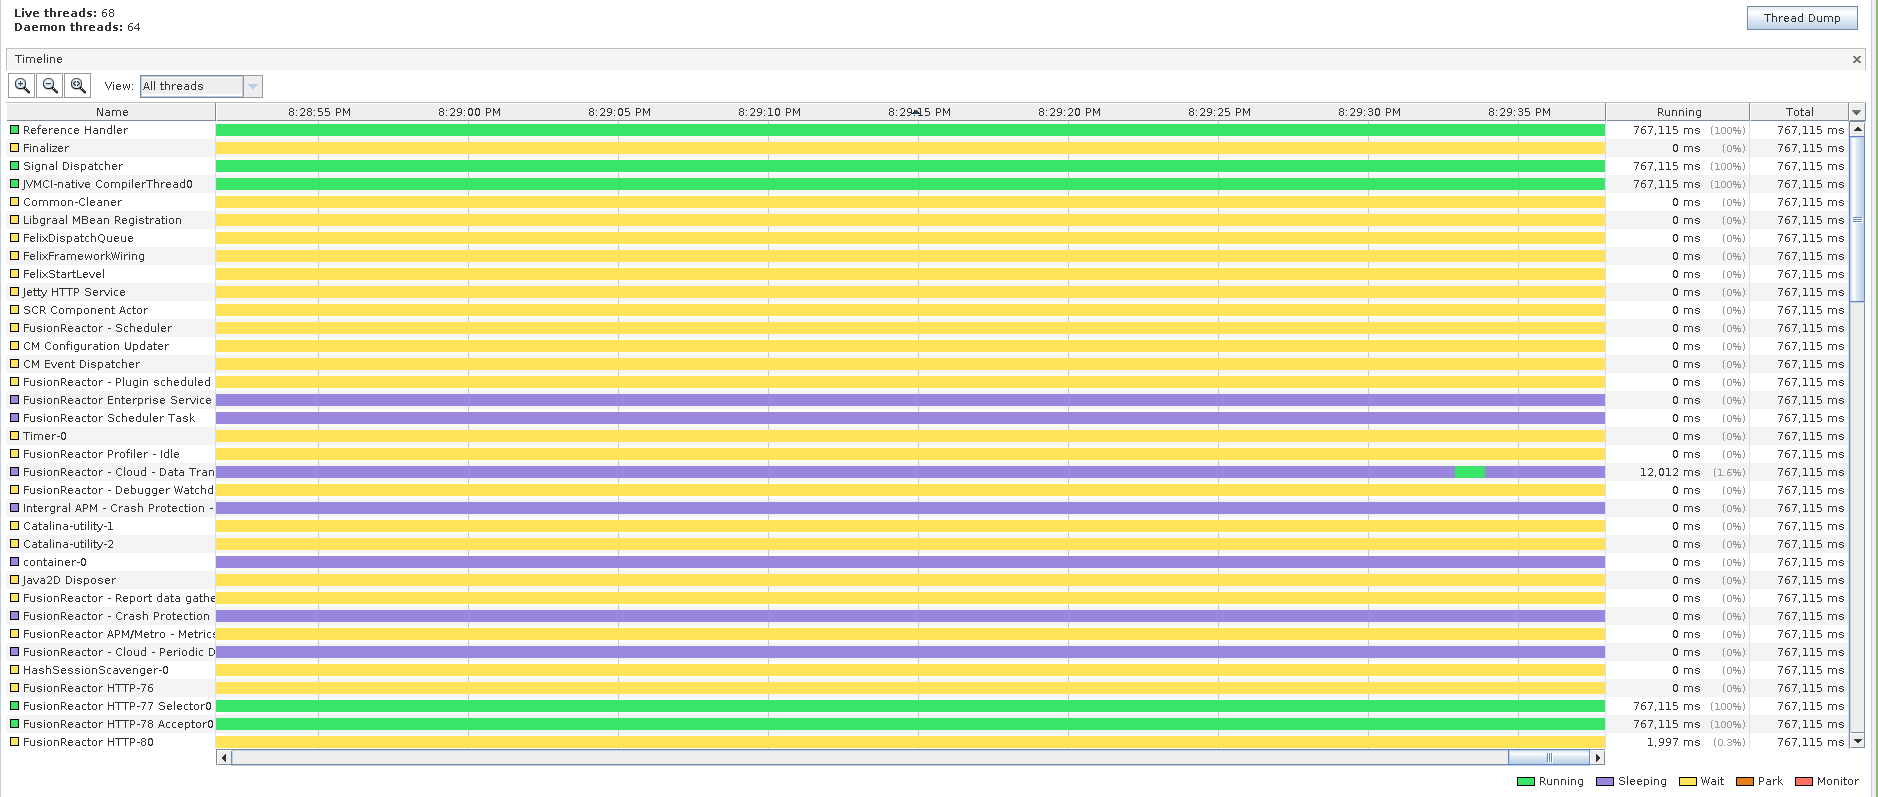 Live threads: 68
Daemon threads: 64
Thread Dump
Timeline
View: All threads
Name 8:28:55 PM 8:29:00 PM 8:29:05 PM 8:29:10 PM 8:29:15 PM 8:29:20 PM 8:29:25 PM 8:29:30 PM 8:29:35 PM Running Total
Reference Handler 767,115 ms (100%) 767,115 ms
Finalizer 0 ms (0%) 767,115 ms
Signal Dispatcher 767,115 ms (100%) 767,115 ms
JVMCI-native CompilerThread0 767,115 ms (100%) 767,115 ms
Common-Cleaner 0 ms (0%) 767,115 ms
Libgraal MBean Registration 0 ms (0%) 767,115 ms
FelixDispatchQueue 0 ms (0%) 767,115 ms
FelixFrameworkWiring 0 ms (0%) 767,115 ms
FelixStartLevel 0 ms (0%) 767,115 ms
Jetty HTTP Service 0 ms (0%) 767,115 ms
SCR Component Actor 0 ms (0%) 767,115 ms
FusionReactor - Scheduler 0 ms (0%) 767,115 ms
CM Configuration Updater 0 ms (0%) 767,115 ms
CM Event Dispatcher 0 ms (0%) 767,115 ms
FusionReactor - Plugin scheduled 0 ms (0%) 767,115 ms
FusionReactor Enterprise Service 0 ms (0%) 767,115 ms
FusionReactor Scheduler Task 0 ms (0%) 767,115 ms
Timer-0 0 ms (0%) 767,115 ms
FusionReactor Profiler - Idle 0 ms (0%) 767,115 ms
FusionReactor - Cloud - Data Tran 12,012 ms (1.6%) 767,115 ms
FusionReactor - Debugger Watchd 0 ms (0%) 767,115 ms
Intergral APM - Crash Protection - 0 ms (0%) 767,115 ms
Catalina-utility-1 0 ms (0%) 767,115 ms
Catalina-utility-2 0 ms (0%) 767,115 ms
container-0 0 ms (0%) 767,115 ms
Java2D Disposer 0 ms (0%) 767,115 ms
FusionReactor - Report data gathe 0 ms (0%) 767,115 ms
FusionReactor - Crash Protection 0 ms (0%) 767,115 ms
FusionReactor APM/Metro - Metrics 0 ms (0%) 767,115 ms
FusionReactor - Cloud - Periodic D 0 ms (0%) 767,115 ms
HashSessionScavenger-0 0 ms (0%) 767,115 ms
FusionReactor HTTP-76 0 ms (0%) 767,115 ms
FusionReactor HTTP-77 Selector0 767,115 ms (100%) 767,115 ms
FusionReactor HTTP-78 Acceptor0 767,115 ms (100%) 767,115 ms
FusionReactor HTTP-80 1,997 ms (0.3%) 767,115 ms
Running Sleeping Wait Park Monitor